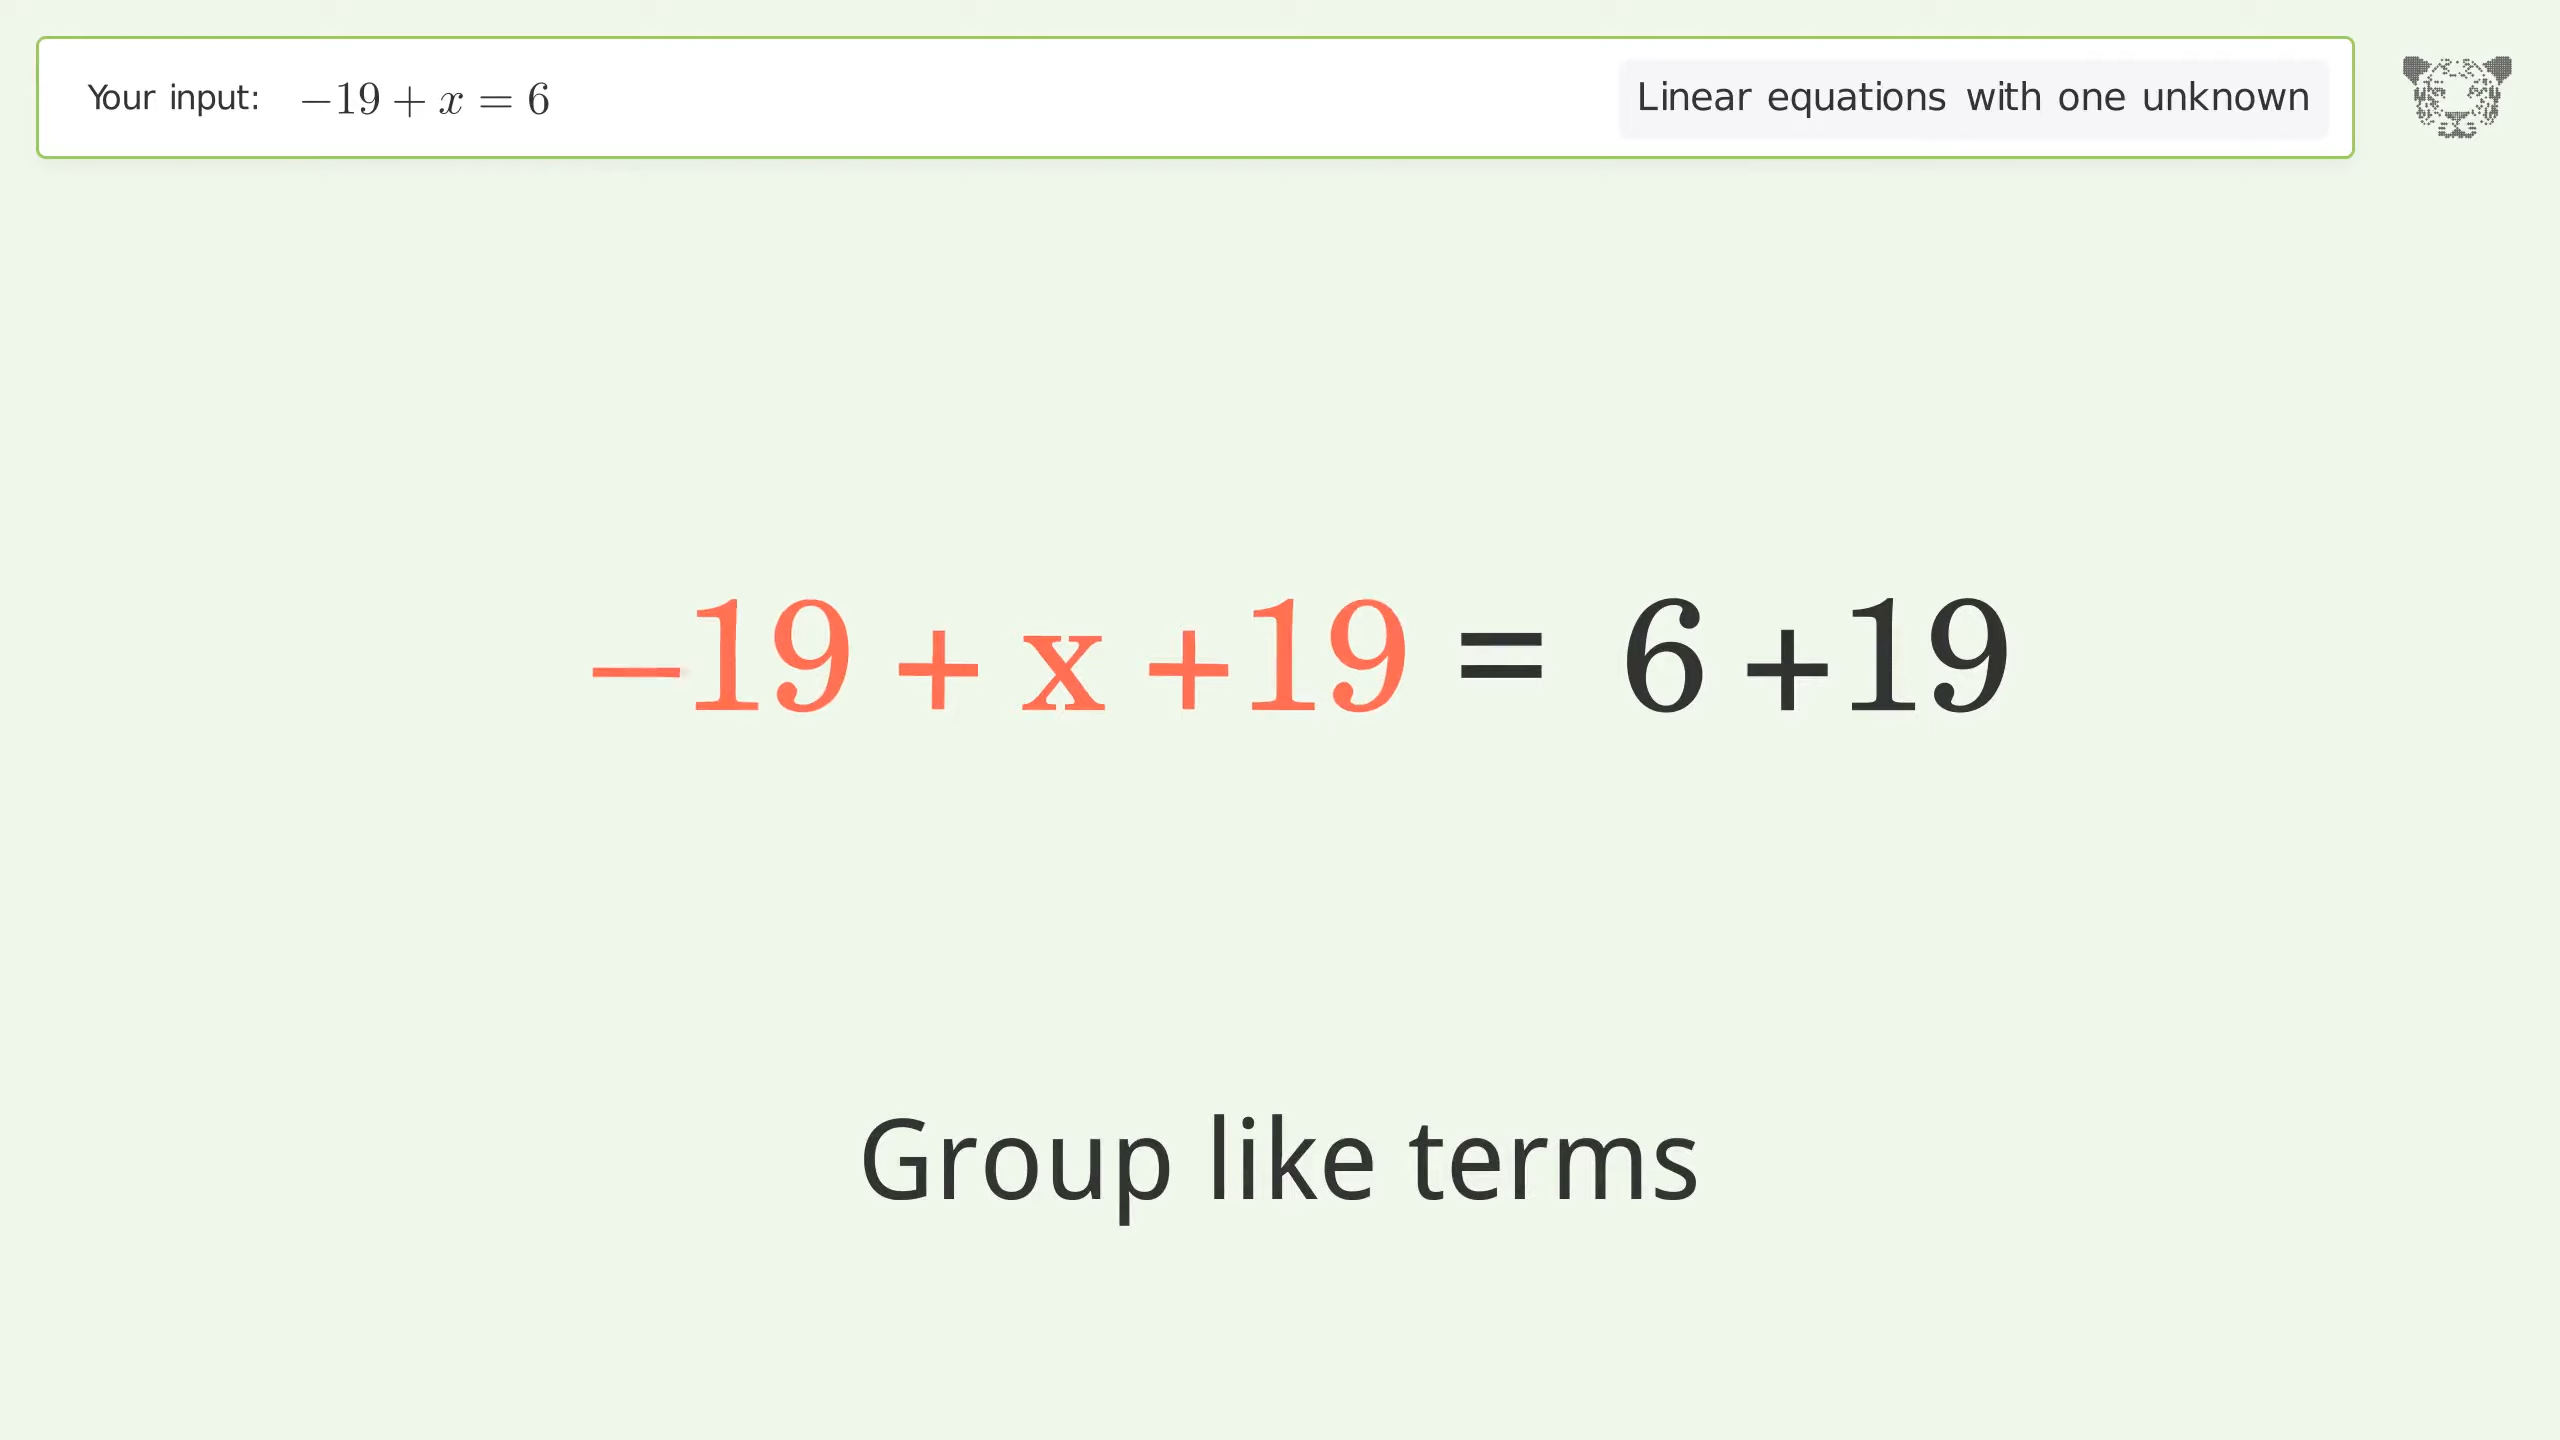 Your input: −19 + x = 6
Linear equations with one unknown
−19 + x +19 = 6 +19
Group like terms